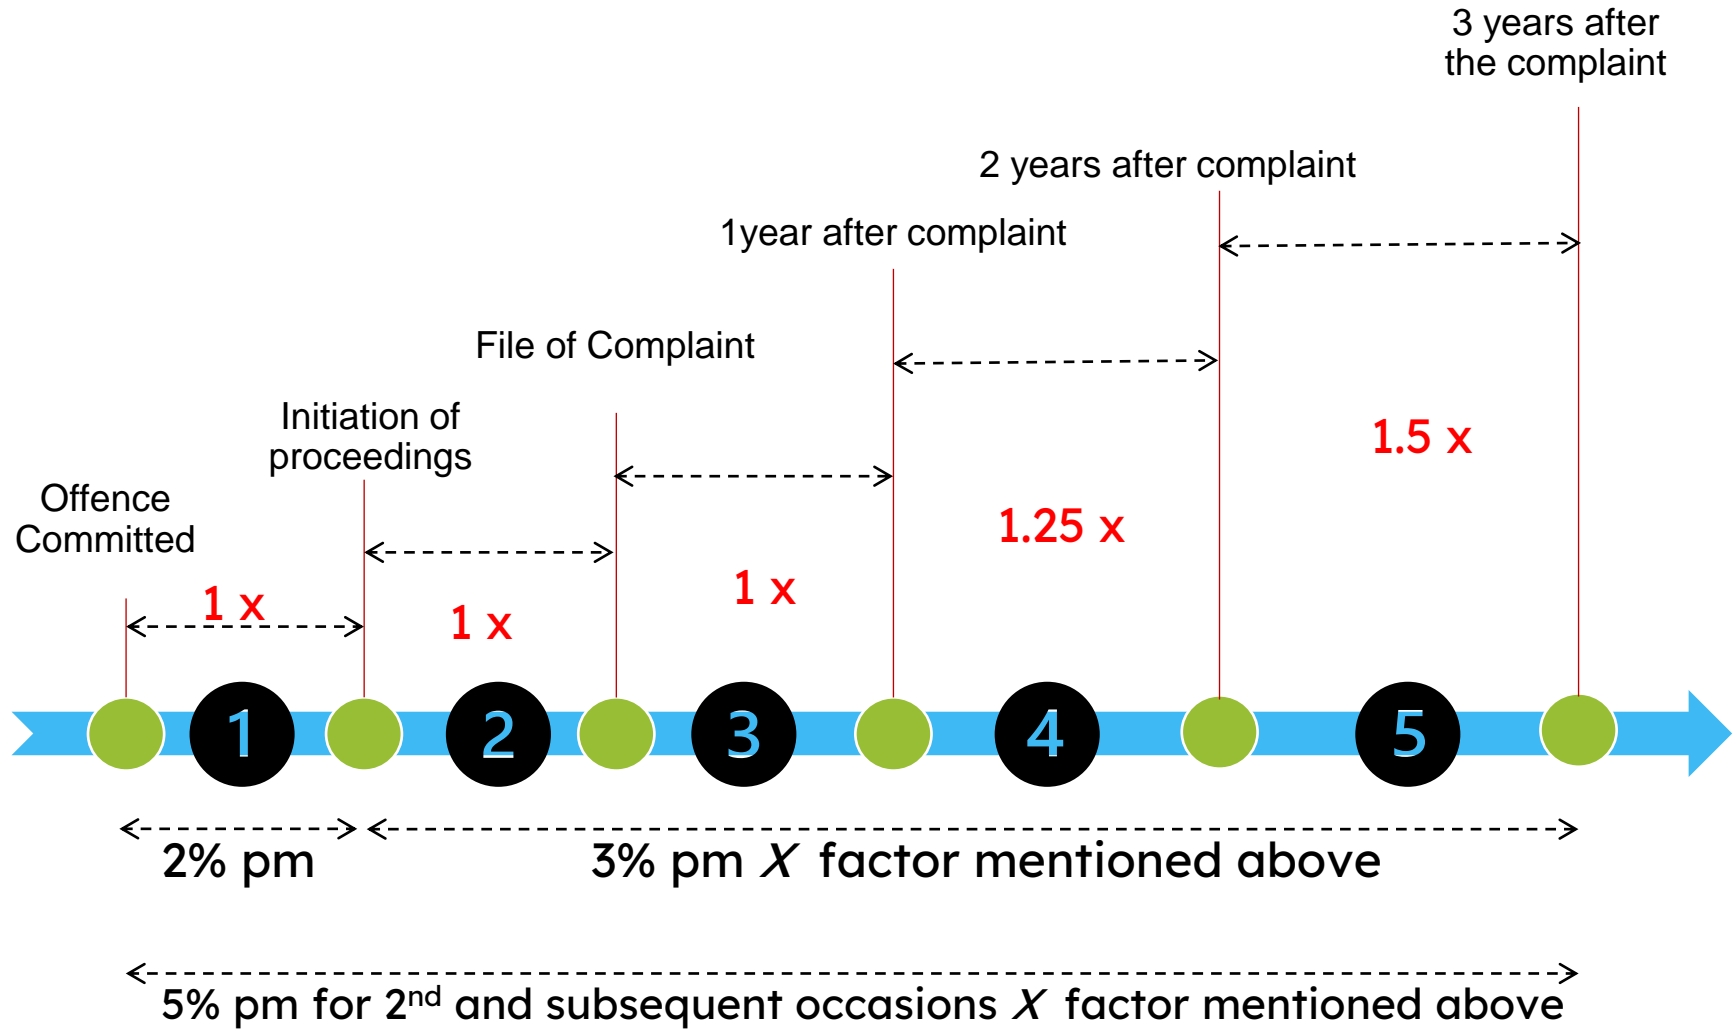 3 years after
the complaint
2 years after complaint
1year after complaint
File of Complaint
Initiation of
proceedings
Offence
Committed
1 x
1 x
1 x
1.25 x
1.5 x
1
2
3
4
5
2% pm
3% pm X factor mentioned above
5% pm for 2nd and subsequent occasions X factor mentioned above